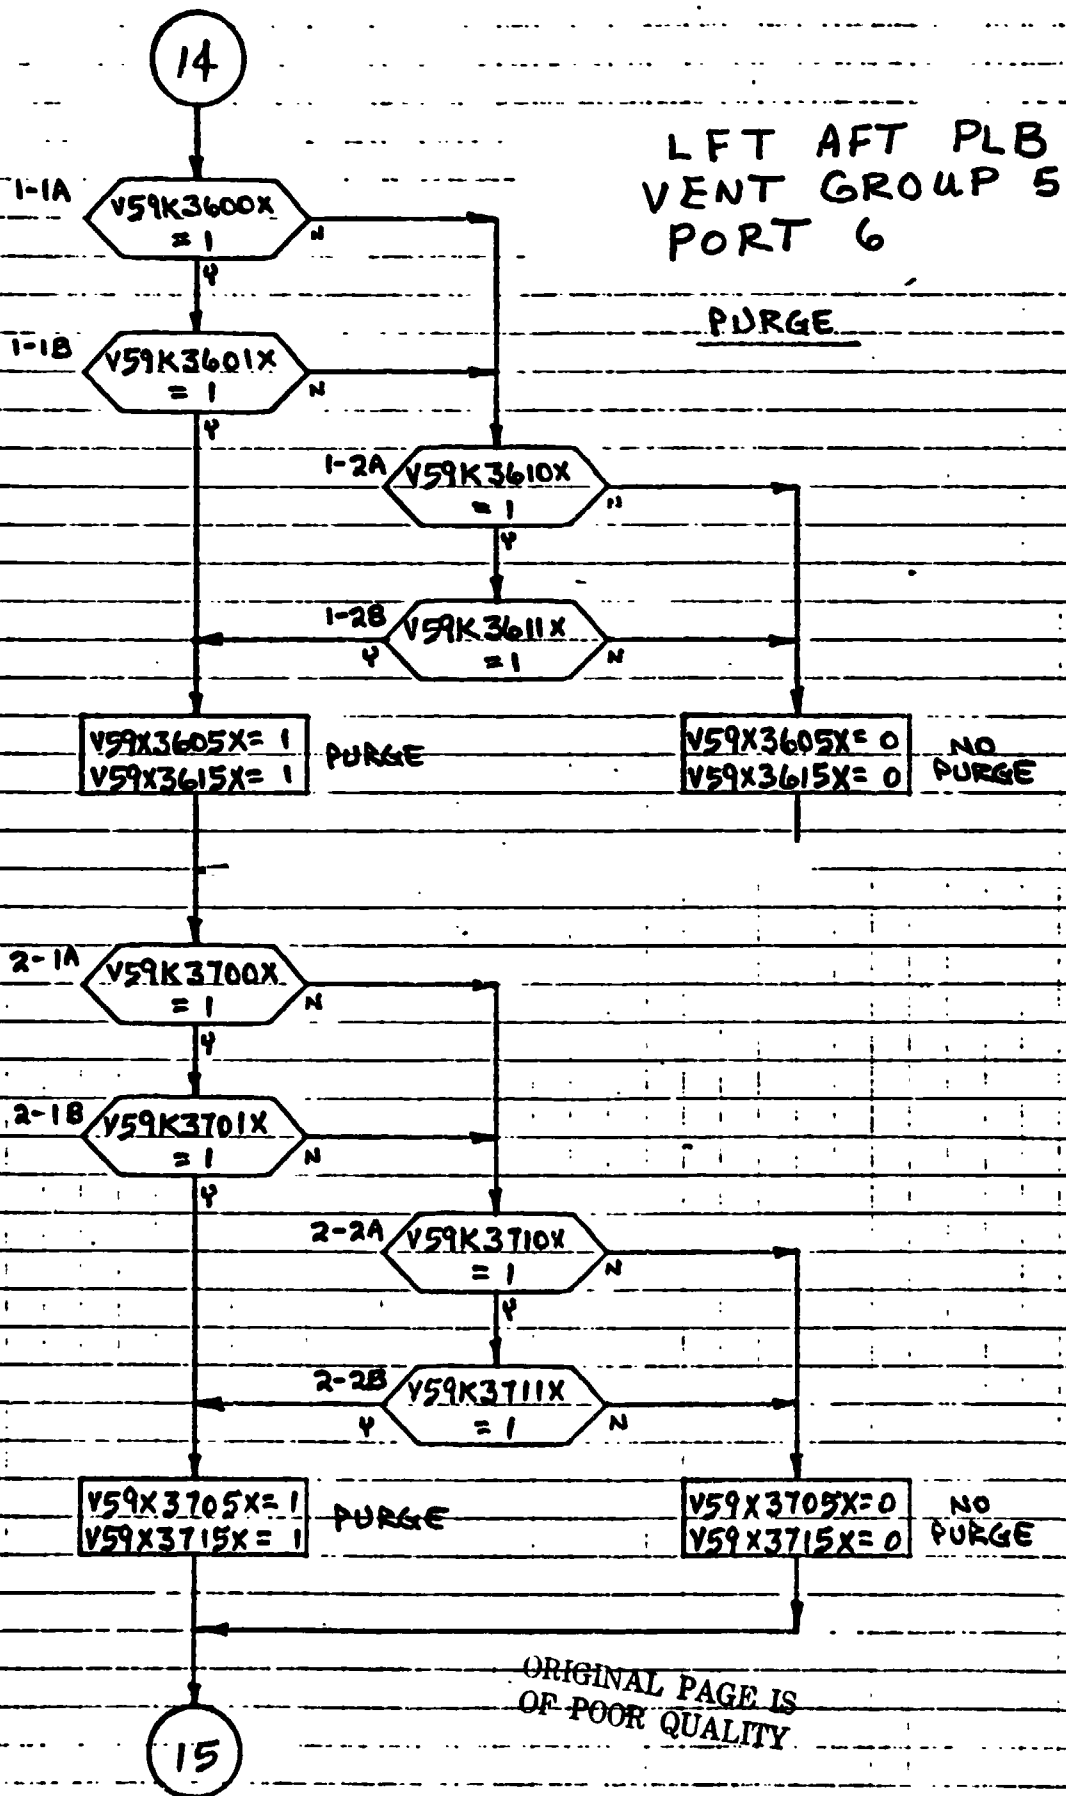 14
LFT AFT PLB
VENT GROUP 5
PORT 6
PURGE
1-1A
V59K3600X
= 1
N
Y
1-1B
V59K3601X
= 1
N
Y
1-2A
V59K3610X
= 1
N
Y
1-2B
V59K3611X
= 1
Y
N
V59X3605X= 1
V59X3615X= 1
PURGE
V59X3605X= 0
V59X3615X= 0
NO
PURGE
2-1A
V59K3700X
= 1
N
Y
2-1B
V59K3701X
= 1
N
Y
2-2A
V59K3710X
= 1
N
Y
2-2B
V59K3711X
= 1
Y
N
V59X3705X= 1
V59X3715X= 1
PURGE
V59X3705X=0
V59X3715X=0
NO
PURGE
ORIGINAL PAGE IS
OF POOR QUALITY
15